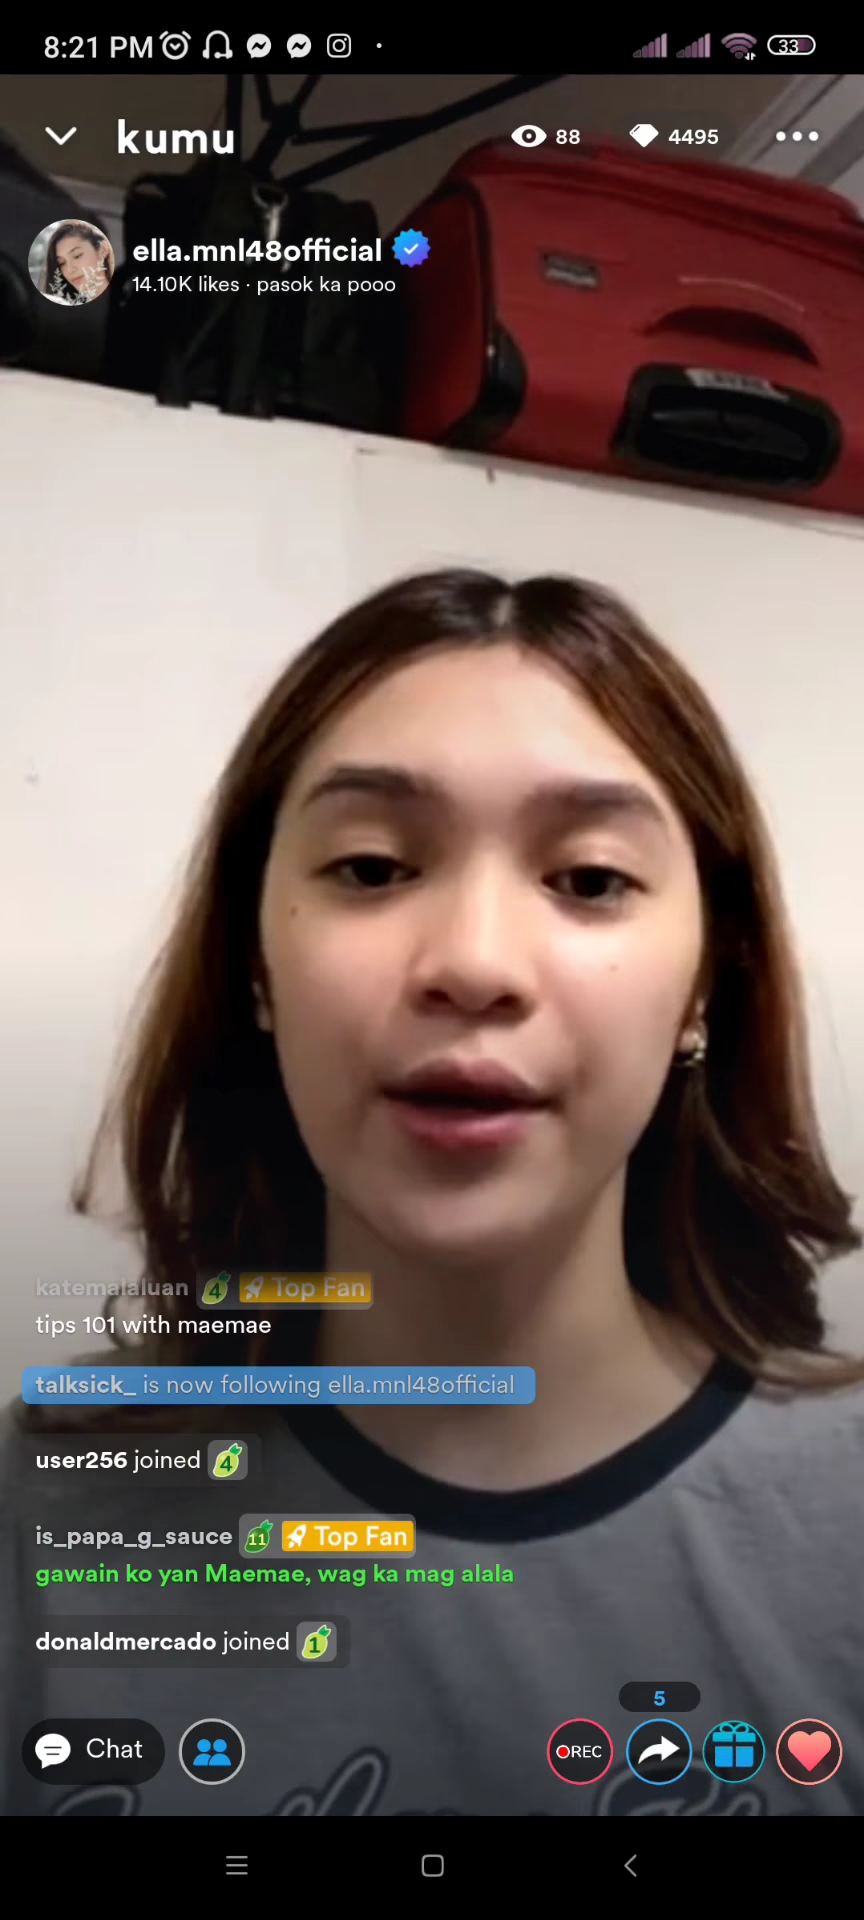 8:21 PM
33
kumu
88
4495
ella.mnl48official
14.10K likes · pasok ka pooo
katemalaluan 4 Top Fan
tips 101 with maemae
talksick_ is now following ella.mnl48official
user256 joined 4
is_papa_g_sauce 11 Top Fan
gawain ko yan Maemae, wag ka mag alala
donaldmercado joined 1
5
Chat
REC